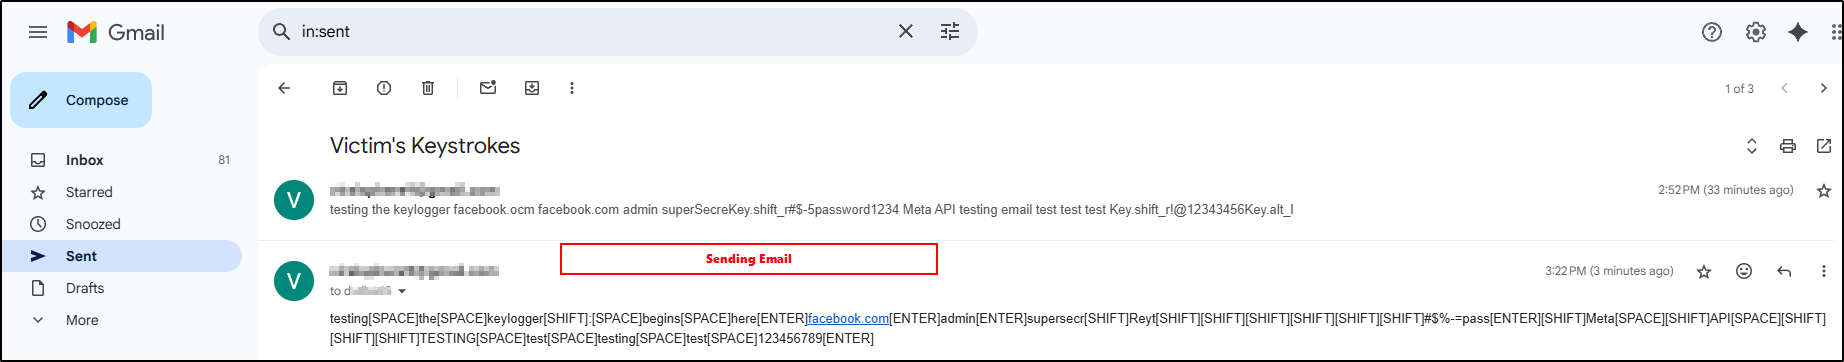 Gmail
in:sent
Compose
1 of 3
Victim's Keystrokes
Inbox 81
Starred
V
2:52 PM (33 minutes ago)
testing the keylogger facebook.ocm facebook.com admin superSecreKey.shift_r#$-5password1234 Meta API testing email test test test Key.shift_r!@12343456Key.alt_l
Snoozed
Sent
Sending Email
V
3:22 PM (3 minutes ago)
Drafts
to
More
testing[SPACE]the[SPACE]keylogger[SHIFT]:[SPACE]begins[SPACE]here[ENTER]facebook.com[ENTER]admin[ENTER]supersecr[SHIFT]Reyt[SHIFT][SHIFT][SHIFT][SHIFT][SHIFT][SHIFT]#$%-=pass[ENTER][SHIFT]Meta[SPACE][SHIFT]API[SPACE][SHIFT]
[SHIFT][SHIFT]TESTING[SPACE]test[SPACE]testing[SPACE]test[SPACE]123456789[ENTER]